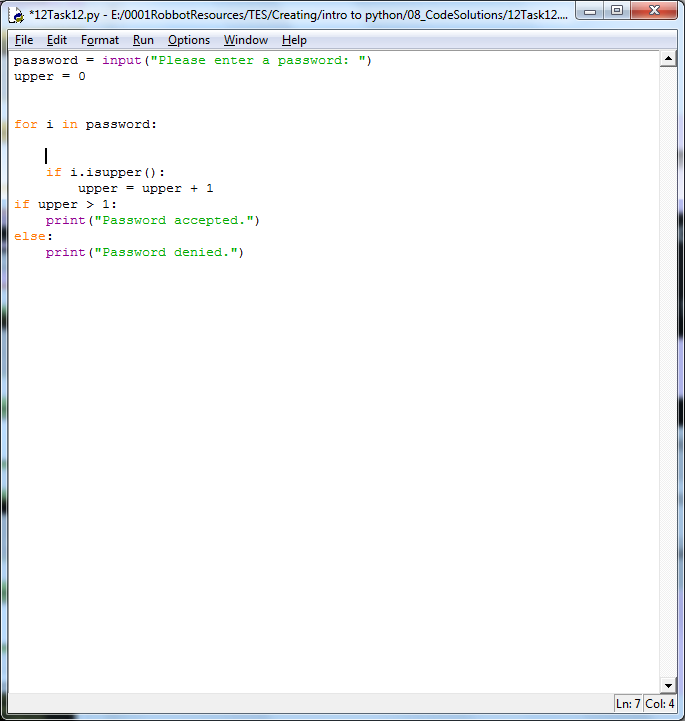 *12Task12.py - E:/0001RobbotResources/TES/Creating/intro to python/08_CodeSolutions/12Task12....
File Edit Format Run Options Window Help
password = input("Please enter a password: ")
upper = 0
for i in password:
    if i.isupper():
        upper = upper + 1
if upper > 1:
    print("Password accepted.")
else:
    print("Password denied.")
Ln: 7 Col: 4